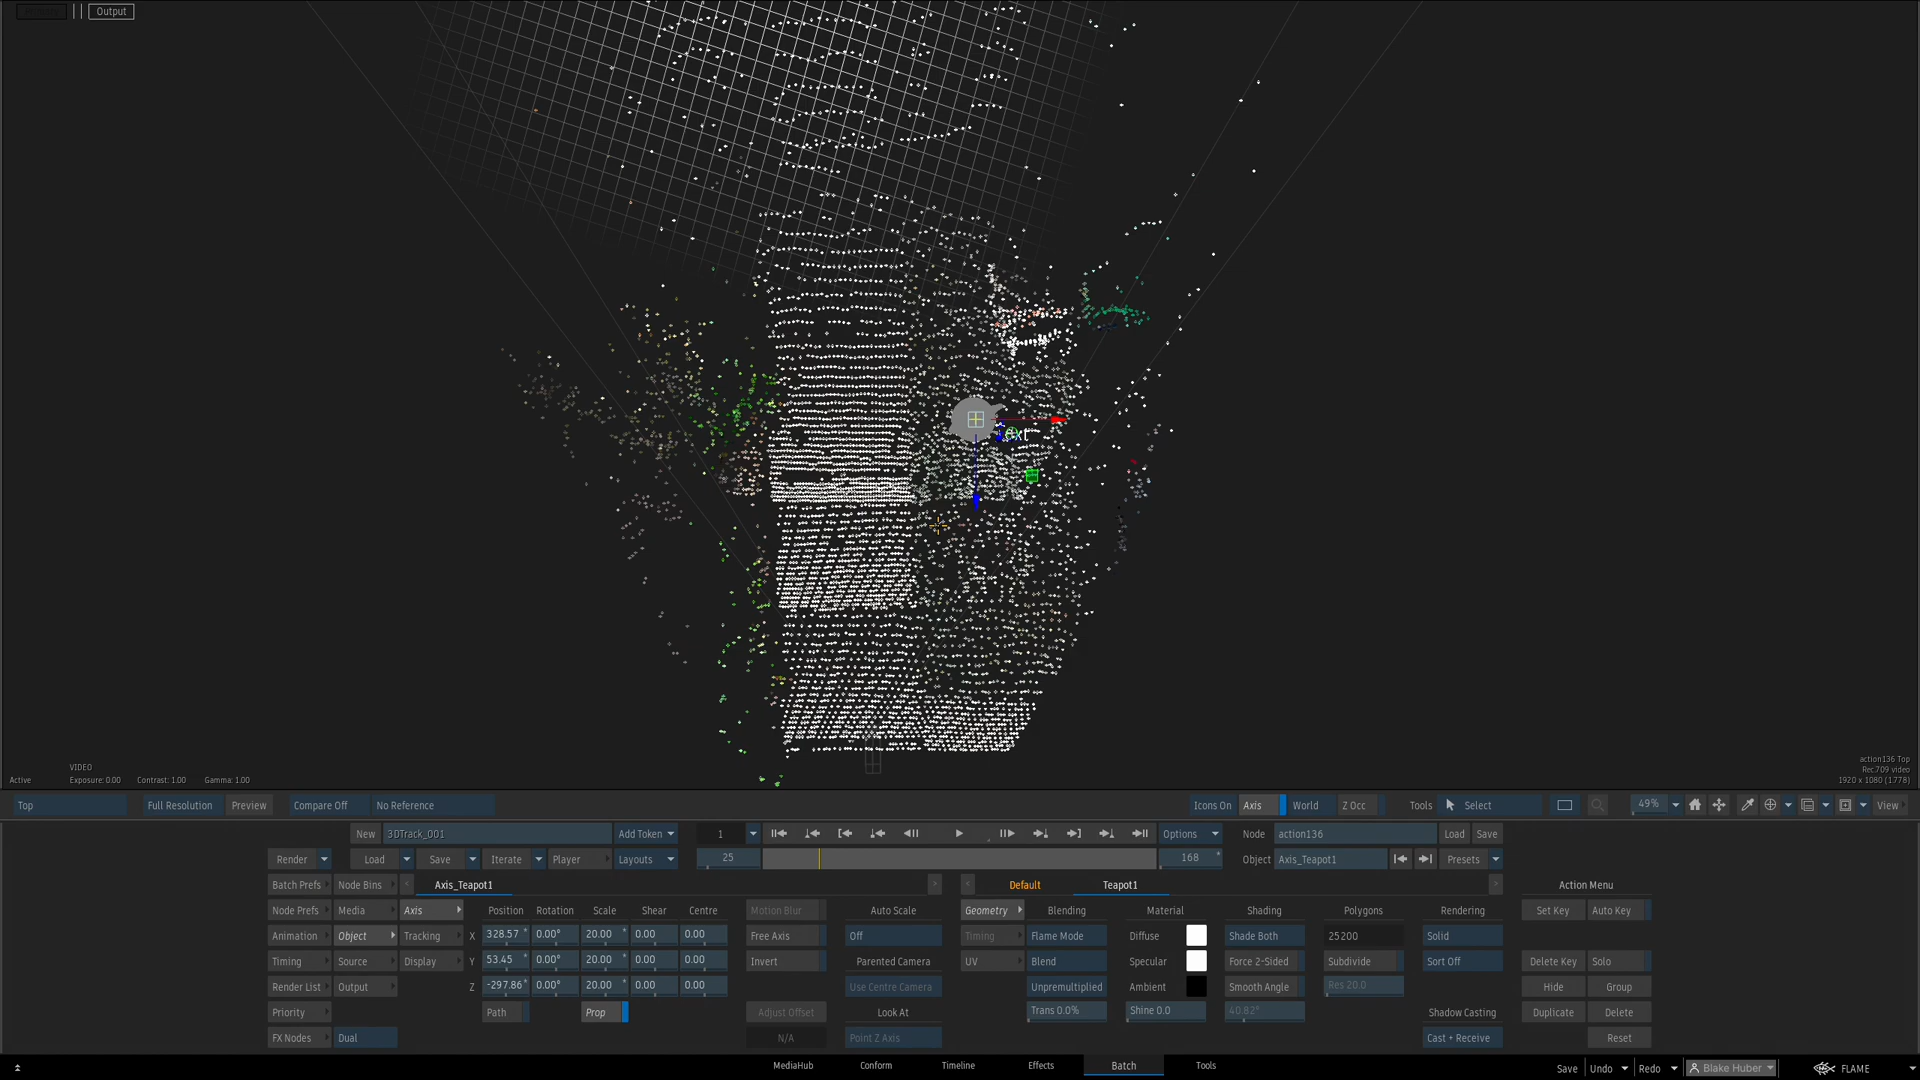 Output
ext
VIDEO
Active Exposure: 0.00 Contrast: 1.00 Gamma: 1.00
action136 Top
Rec.709 video
1920 x 1080 (1.778)
Top Full Resolution Preview Compare Off No Reference Icons On Axis World Z Occ Tools Select 49% View
New 3DTrack_001 Add Token 1 Options Node action136 Load Save
Render Load Save Iterate Player Layouts 25 168 Object Axis_Teapot1 Presets
Batch Prefs Node Bins Axis_Teapot1 Default Teapot1 Action Menu
Node Prefs Media Axis Position Rotation Scale Shear Centre Motion Blur Auto Scale Geometry Blending Material Shading Polygons Rendering Set Key Auto Key
Animation Object Tracking X 328.57 * 0.00° 20.00 * 0.00 0.00 Free Axis Off Timing Flame Mode Diffuse Shade Both 25200 Solid
Timing Source Display Y 53.45 * 0.00° 20.00 * 0.00 0.00 Invert Parented Camera UV Blend Specular Force 2-Sided Subdivide Sort Off Delete Key Solo
Render List Output Z -297.86 * 0.00° 20.00 * 0.00 0.00 Use Centre Camera Unpremultiplied Ambient Smooth Angle Res 20.0 Hide Group
Priority Path Prop Adjust Offset Look At Trans 0.0% Shine 0.0 40.82° Shadow Casting Duplicate Delete
FX Nodes Dual N/A Point Z Axis Cast + Receive Reset
MediaHub Conform Timeline Effects Batch Tools Save Undo Redo Blake Huber FLAME